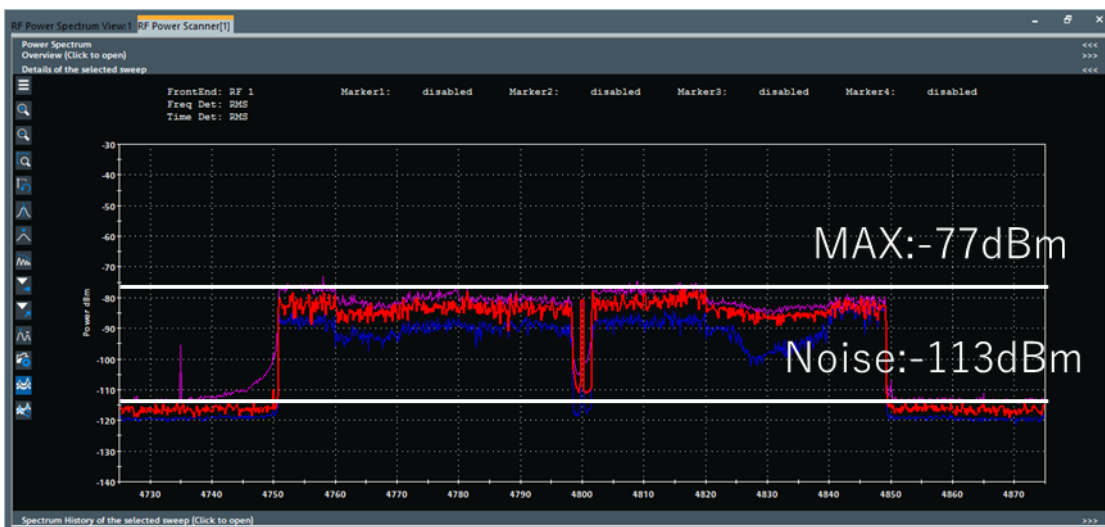 RF Power Spectrum View:1 RF Power Scanner[1]
Power Spectrum <<<
Overview (Click to open) >>>
Details of the selected sweep <<<
FrontEnd: RF 1 Marker1: disabled Marker2: disabled Marker3: disabled Marker4: disabled
Freq Det: RMS
Time Det: RMS
-30
-40
-50
-60
MAX:-77dBm
-70
-80
Power dBm
-90
Noise:-113dBm
-100
-110
-120
-130
-140
4730 4740 4750 4760 4770 4780 4790 4800 4810 4820 4830 4840 4850 4860 4870
Spectrum History of the selected sweep (Click to open) >>>